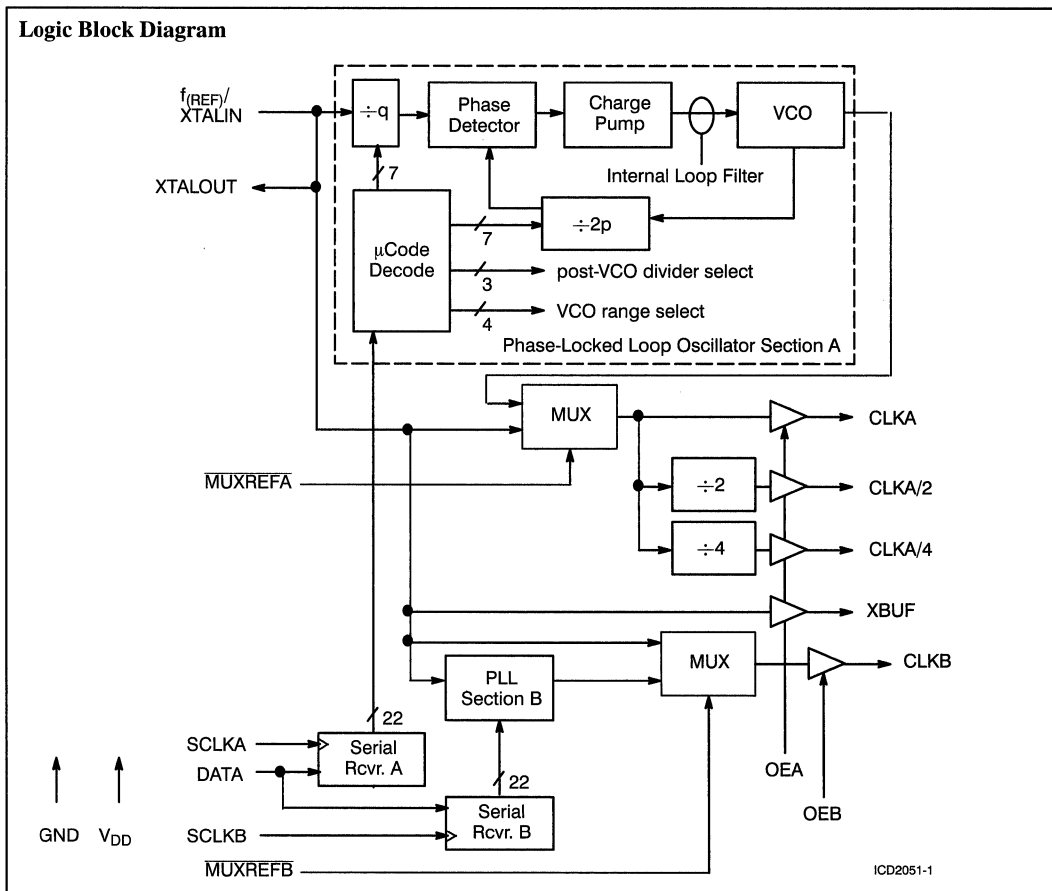 Logic Block Diagram
f(REF)/
XTALIN
÷q
Phase
Detector
Charge
Pump
VCO
7
Internal Loop Filter
XTALOUT
÷2p
7
μCode
Decode
post-VCO divider select
3
VCO range select
4
Phase-Locked Loop Oscillator Section A
MUX
CLKA
MUXREFA
÷2
CLKA/2
÷4
CLKA/4
XBUF
MUX
CLKB
PLL
Section B
22
SCLKA
Serial
Rcvr. A
DATA
OEA
22
Serial
Rcvr. B
OEB
GND
VDD
SCLKB
MUXREFB
ICD2051-1